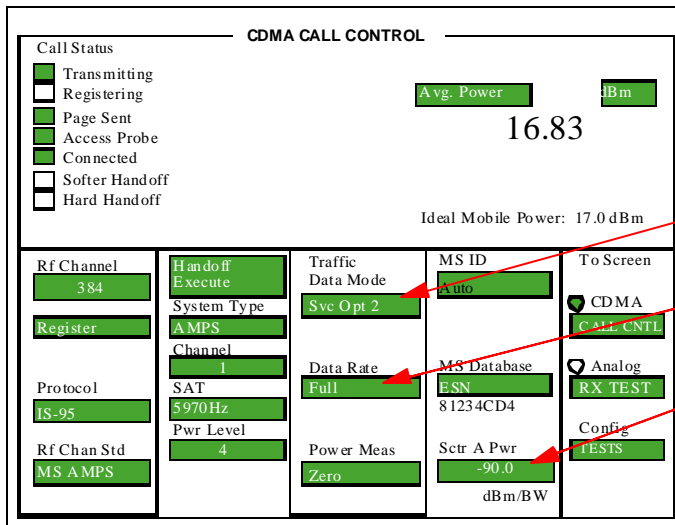 CDMA CALL CONTROL
Call Status
Transmitting
Registering
Page Sent
Access Probe
Connected
Softer Handoff
Hard Handoff
Avg. Power
dBm
16.83
Ideal Mobile Power: 17.0 dBm
Rf Channel
384
Register
Protocol
IS-95
Rf Chan Std
MS AMPS
Handoff
Execute
System Type
AMPS
Channel
1
SAT
5970Hz
Pwr Level
4
Traffic
Data Mode
Svc Opt 2
Data Rate
Full
Power Meas
Zero
MS ID
Auto
MS Database
ESN
81234CD4
Sctr A Pwr
-90.0
dBm/BW
To Screen
CDMA
CALL CNTL
Analog
RX TEST
Config
TESTS